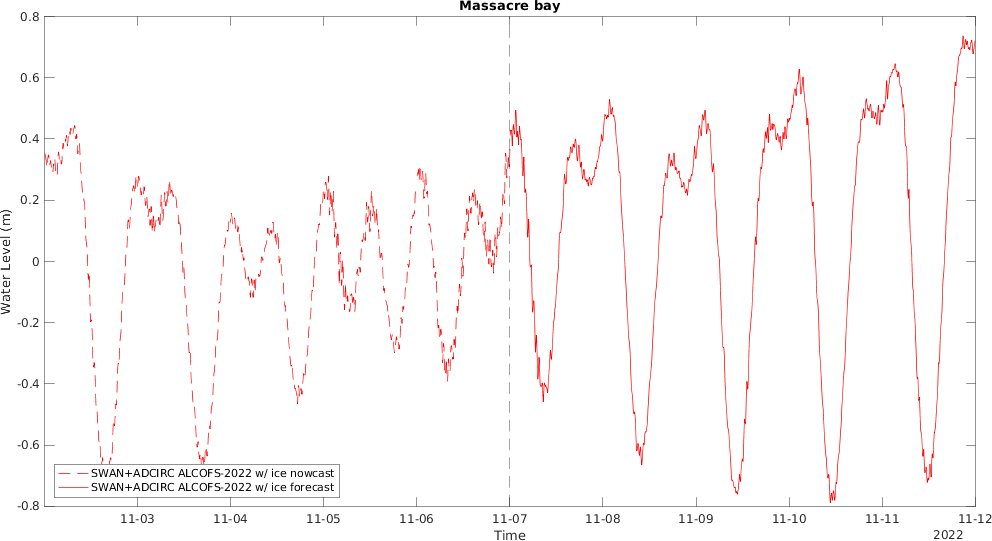 Massacre bay
0.8
0.6
0.4
0.2
0
-0.2
-0.4
-0.6
-0.8
Water Level (m)
SWAN+ADCIRC ALCOFS-2022 w/ ice nowcast
SWAN+ADCIRC ALCOFS-2022 w/ ice forecast
11-03 11-04 11-05 11-06 11-07 11-08 11-09 11-10 11-11 11-12
Time
2022